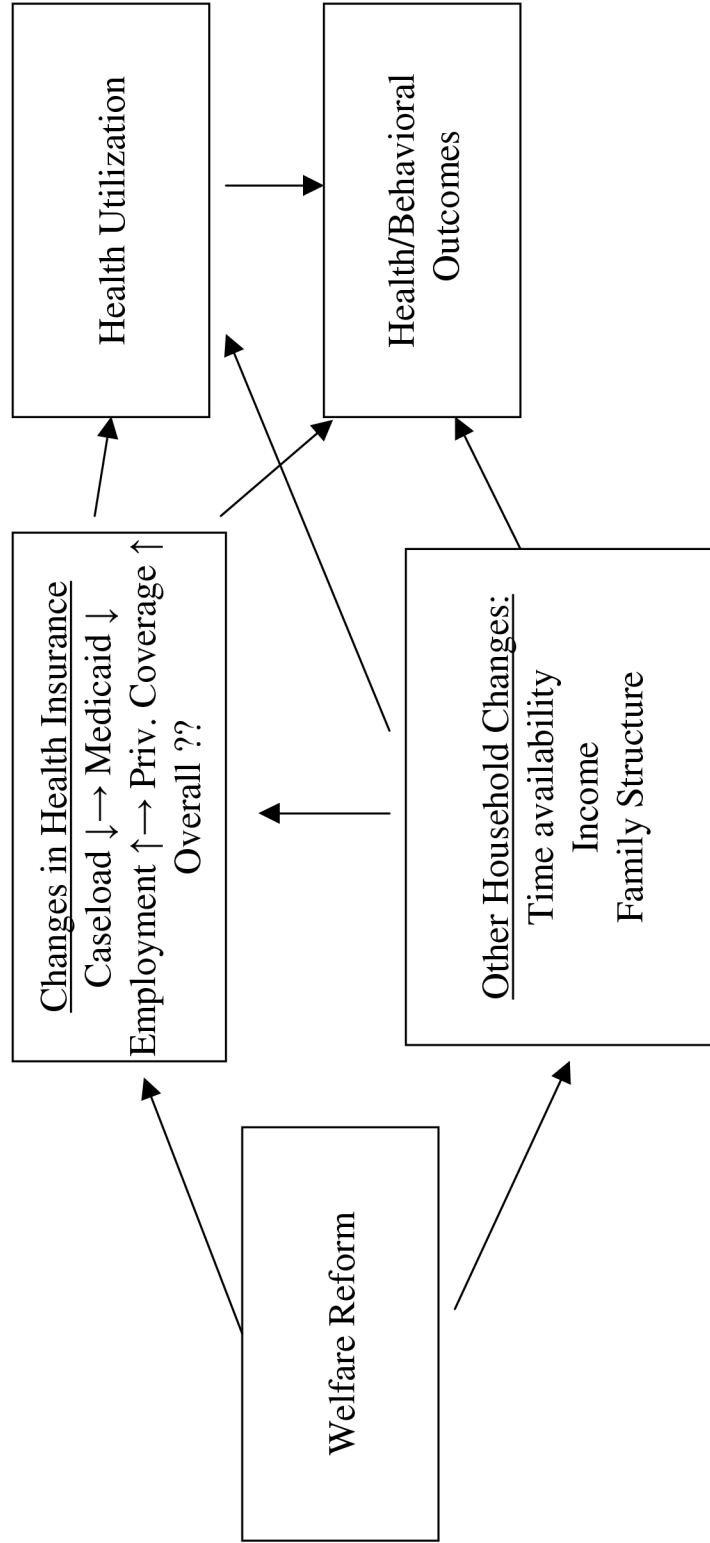 Welfare Reform
Changes in Health Insurance
Caseload ↓→ Medicaid ↓
Employment ↑→ Priv. Coverage ↑
Overall ??
Other Household Changes:
Time availability
Income
Family Structure
Health Utilization
Health/Behavioral
Outcomes